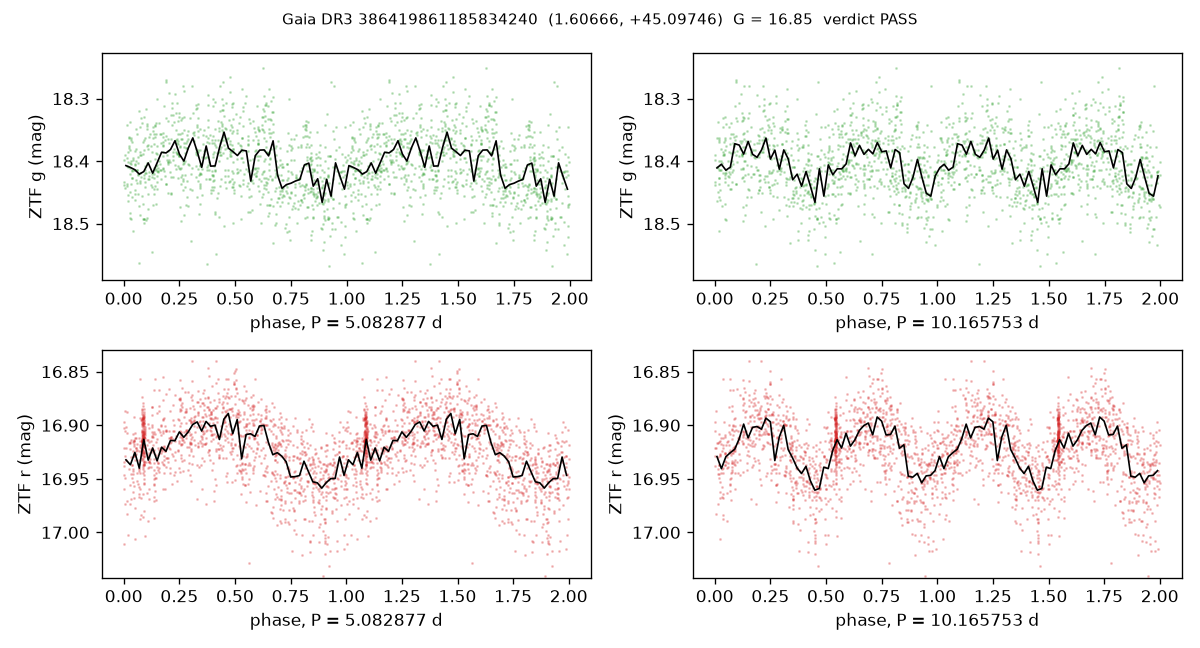 Gaia DR3 386419861185834240  (1.60666, +45.09746)  G = 16.85  verdict PASS
ZTF g (mag)
18.3
18.4
18.5
0.00 0.25 0.50 0.75 1.00 1.25 1.50 1.75 2.00
phase, P = 5.082877 d
ZTF g (mag)
18.3
18.4
18.5
0.00 0.25 0.50 0.75 1.00 1.25 1.50 1.75 2.00
phase, P = 10.165753 d
ZTF r (mag)
16.85
16.90
16.95
17.00
0.00 0.25 0.50 0.75 1.00 1.25 1.50 1.75 2.00
phase, P = 5.082877 d
ZTF r (mag)
16.85
16.90
16.95
17.00
0.00 0.25 0.50 0.75 1.00 1.25 1.50 1.75 2.00
phase, P = 10.165753 d